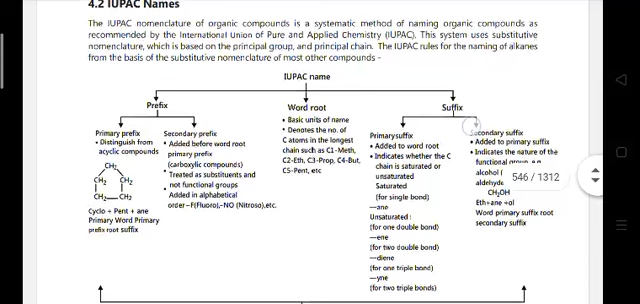 4.2 IUPAC Names
The IUPAC nomenclature of organic compounds is a systematic method of naming organic compounds as
recommended by the International Union of Pure and Applied Chemistry (IUPAC). This system uses substitutive
nomenclature, which is based on the principal group, and principal chain. The IUPAC rules for the naming of alkanes
from the basis of the substitutive nomenclature of most other compounds -
IUPAC name
Prefix
Word root
• Basic units of name
• Denotes the no. of
C atoms in the longest
chain such as C1-Meth,
C2-Eth, C3-Prop, C4-But,
C5-Pent, etc
Suffix
Primary prefix
• Distinguish from
acyclic compounds
CH₂
CH₂ CH₂
CH₂—CH₂
Cyclo + Pent + ane
Primary Word Primary
prefix root suffix
Secondary prefix
• Added before word root
primary prefix
(carboxylic compounds)
• Treated as substituents and
not functional groups
• Added in alphabetical
order–F(Fluoro),–NO (Nitroso),etc.
Primary suffix
• Added to word root
• Indicates whether the C
chain is saturated or
unsaturated
Saturated
(for single bond)
—ane
Unsaturated :
(for one double bond)
—ene
(for two double bond)
—diene
(for one triple bond)
—yne
(for two triple bonds)
Secondary suffix
• Added to primary suffix
• Indicates the nature of the
functional
alcohol
aldehyd
CH₃OH
Eth+ane +ol
Word primary suffix root
secondary suffix
546 / 1312